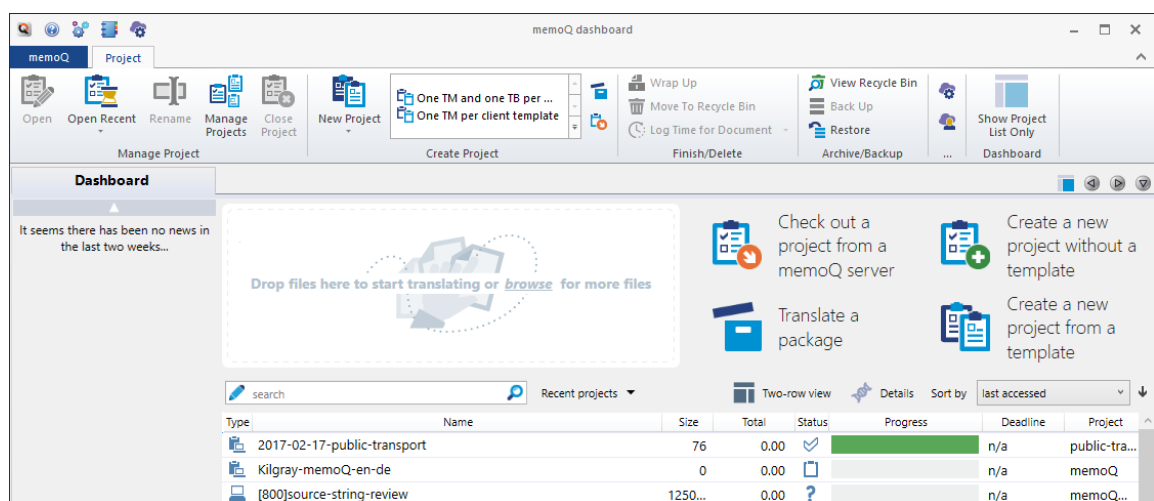 memoQ dashboard
memoQ
Project
Open
Open Recent
Rename
Manage
Projects
Close
Project
Manage Project
New Project
One TM and one TB per ...
One TM per client template
Create Project
Wrap Up
Move To Recycle Bin
Log Time for Document
Finish/Delete
View Recycle Bin
Back Up
Restore
Archive/Backup
...
Show Project
List Only
Dashboard
Dashboard
It seems there has been no news in
the last two weeks...
Drop files here to start translating or browse for more files
Check out a
project from a
memoQ server
Create a new
project without a
template
Translate a
package
Create a new
project from a
template
search
Recent projects
Two-row view
Details
Sort by
last accessed
Type Name Size Total Status Progress Deadline Project
2017-02-17-public-transport 76 0.00 n/a public-tra...
Kilgray-memoQ-en-de 0 0.00 n/a memoQ
[800]source-string-review 1250... 0.00 ? n/a memoQ...